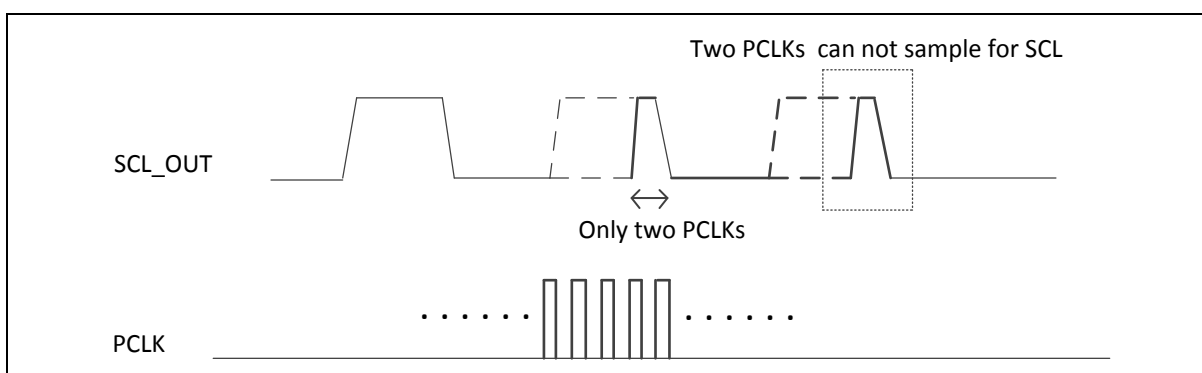 Two PCLKs can not sample for SCL
SCL_OUT
Only two PCLKs
PCLK